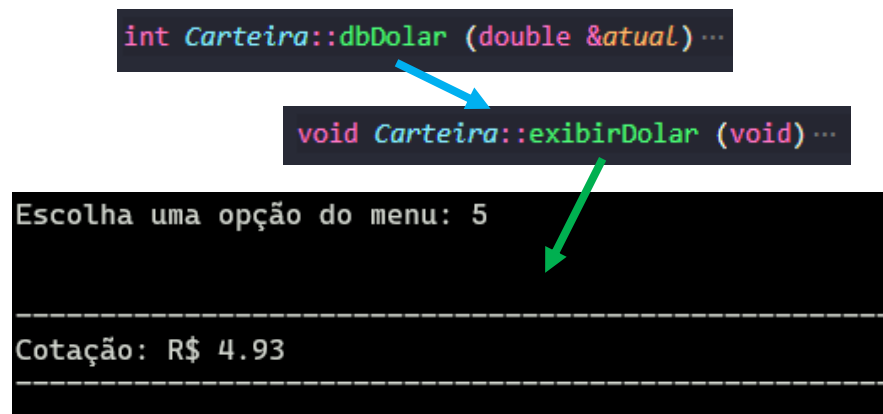 int Carteira::dbDolar (double &atual)···
void Carteira::exibirDolar (void)···
Escolha uma opção do menu: 5
----------------------------------------------------
Cotação: R$ 4.93
----------------------------------------------------